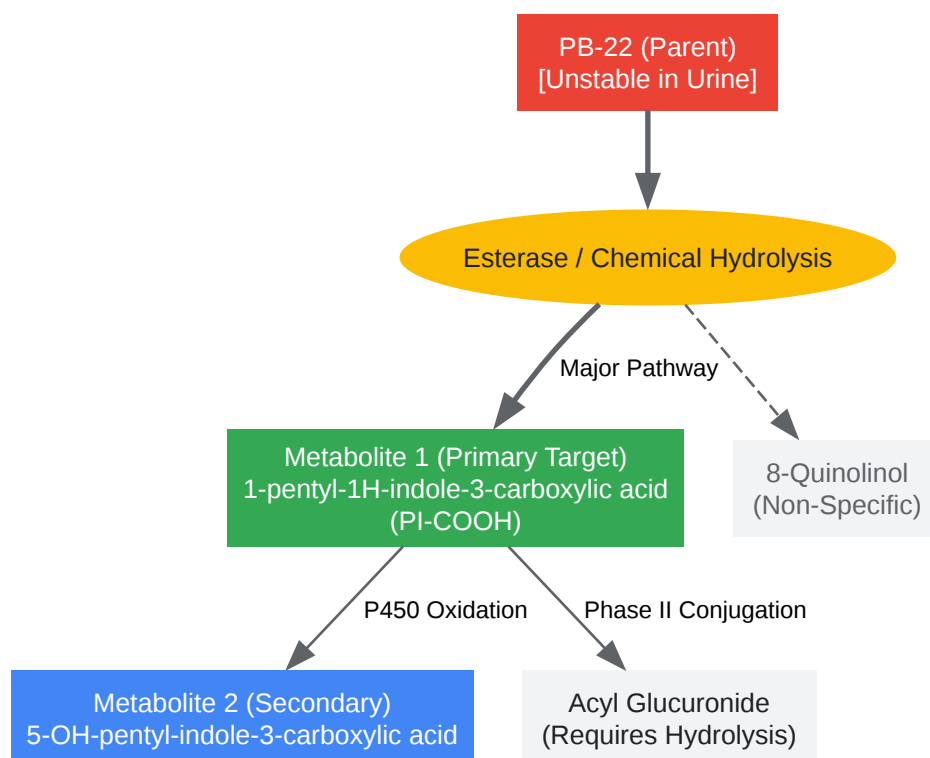 PB-22 (Parent)
[Unstable in Urine]
Esterase / Chemical Hydrolysis
Major Pathway
Metabolite 1 (Primary Target)
1-pentyl-1H-indole-3-carboxylic acid
(PI-COOH)
8-Quinolinol
(Non-Specific)
P450 Oxidation
Phase II Conjugation
Metabolite 2 (Secondary)
5-OH-pentyl-indole-3-carboxylic acid
Acyl Glucuronide
(Requires Hydrolysis)